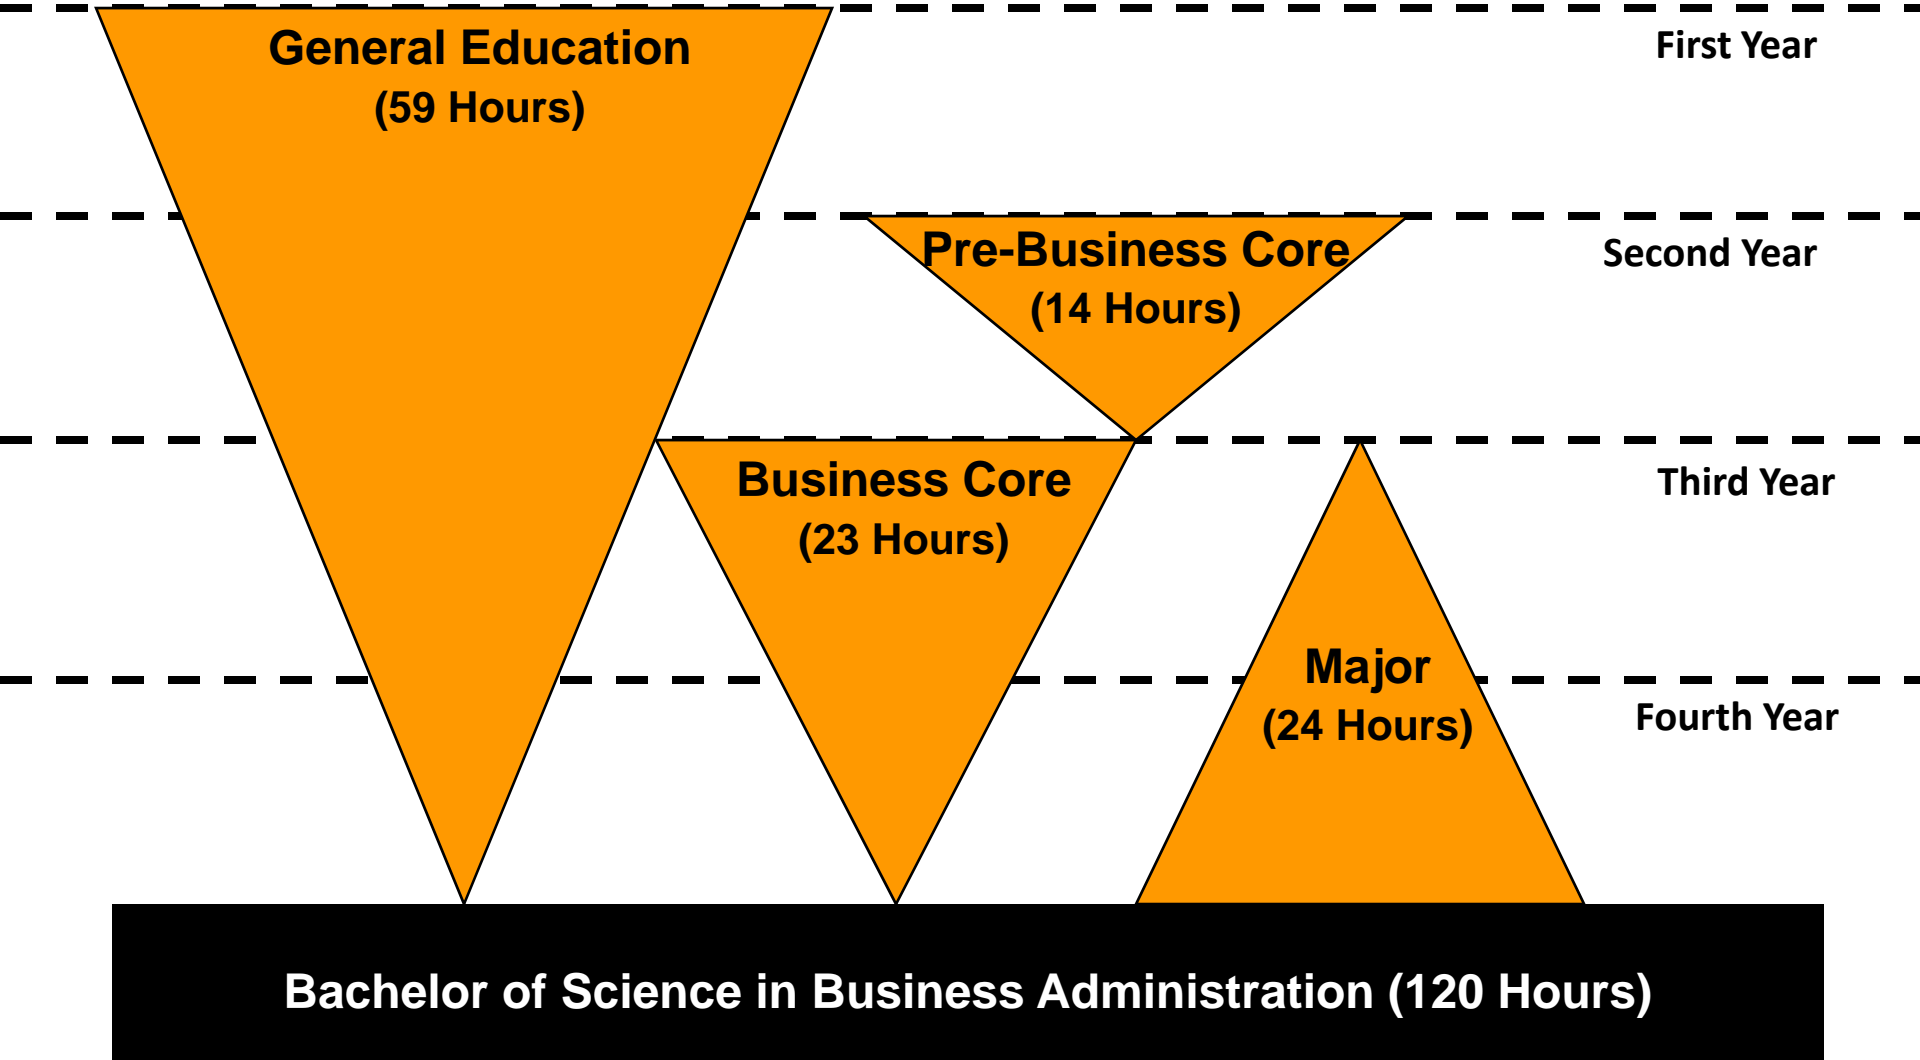 General Education
(59 Hours)
First Year
Pre-Business Core
(14 Hours)
Second Year
Business Core
(23 Hours)
Third Year
Major
(24 Hours)
Fourth Year
Bachelor of Science in Business Administration (120 Hours)